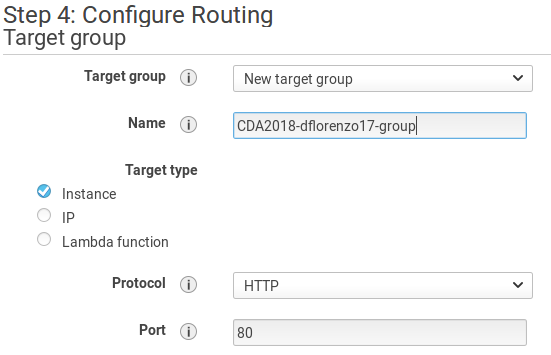 Step 4: Configure Routing
Target group
Target group i New target group
Name i CDA2018-dflorenzo17-group
Target type
Instance
IP
Lambda function
Protocol i HTTP
Port i 80